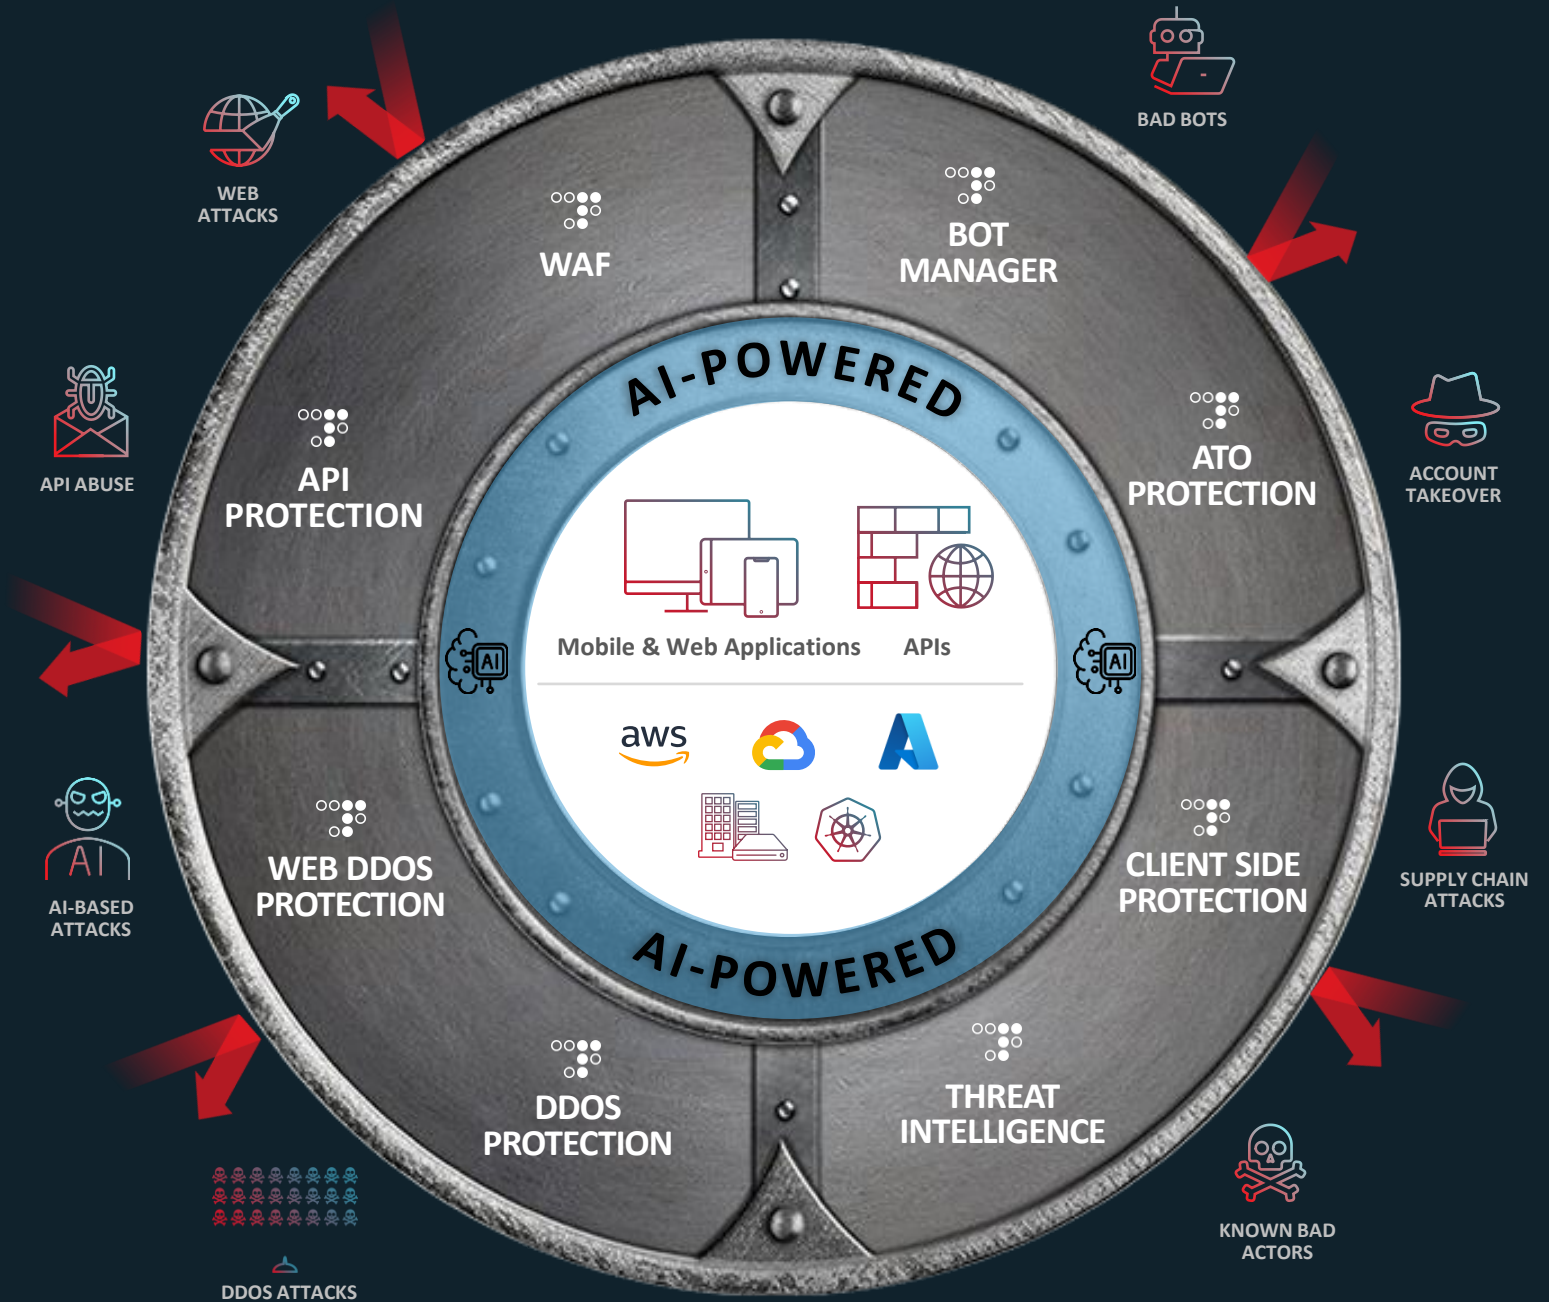 BAD BOTS
WEB
ATTACKS
WAF
BOT
MANAGER
AI-POWERED
API ABUSE
API
PROTECTION
ATO
PROTECTION
ACCOUNT
TAKEOVER
Mobile & Web Applications
APIs
AI
AI
aws
AI
AI-BASED
ATTACKS
WEB DDOS
PROTECTION
CLIENT SIDE
PROTECTION
SUPPLY CHAIN
ATTACKS
AI-POWERED
DDOS
PROTECTION
THREAT
INTELLIGENCE
KNOWN BAD
ACTORS
DDOS ATTACKS